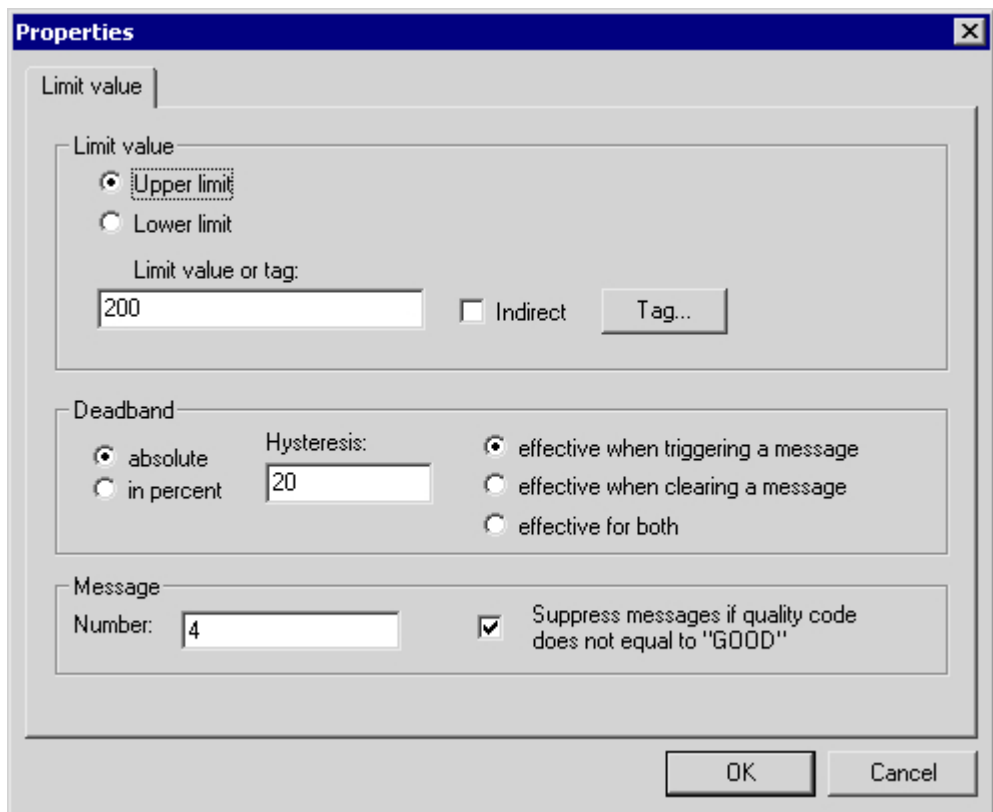 Properties
Limit value
Limit value
Upper limit
Lower limit
Limit value or tag:
200
Indirect
Tag...
Deadband
absolute
in percent
Hysteresis:
20
effective when triggering a message
effective when clearing a message
effective for both
Message
Number:
4
Suppress messages if quality code
does not equal to "GOOD"
OK
Cancel